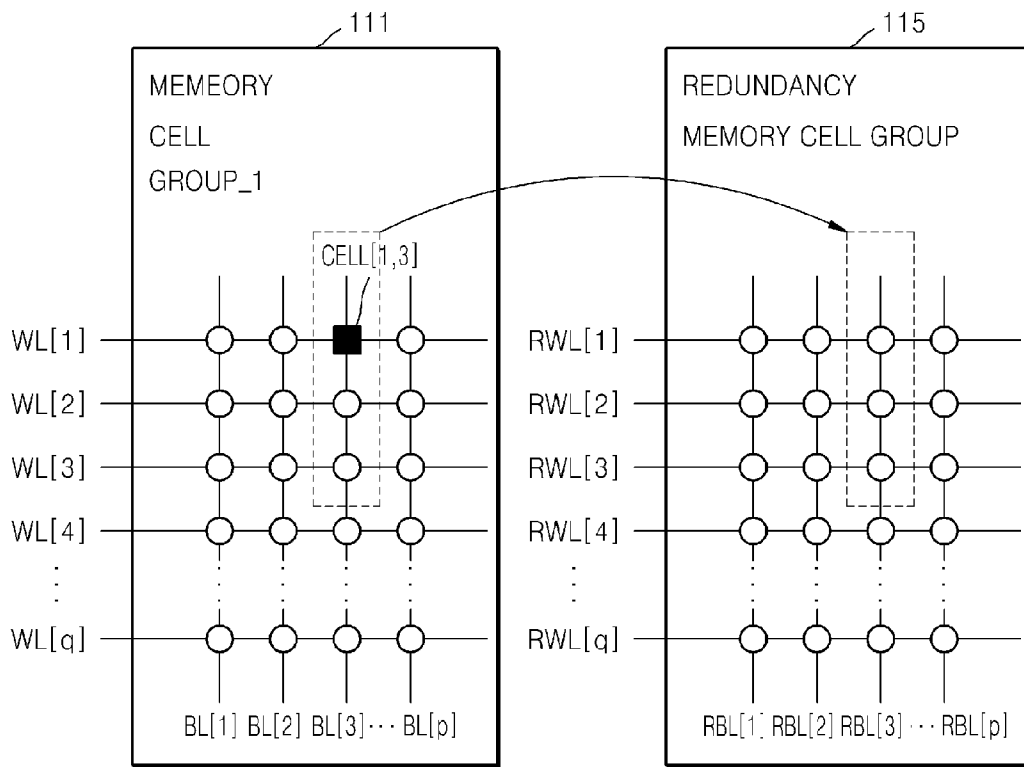 111
115
MEMEORY
CELL
GROUP_1
REDUNDANCY
MEMORY CELL GROUP
CELL[1,3]
WL[1]
WL[2]
WL[3]
WL[4]
WL[q]
RWL[1]
RWL[2]
RWL[3]
RWL[4]
RWL[q]
BL[1] BL[2] BL[3] ··· BL[p]
RBL[1] RBL[2] RBL[3] ··· RBL[p]